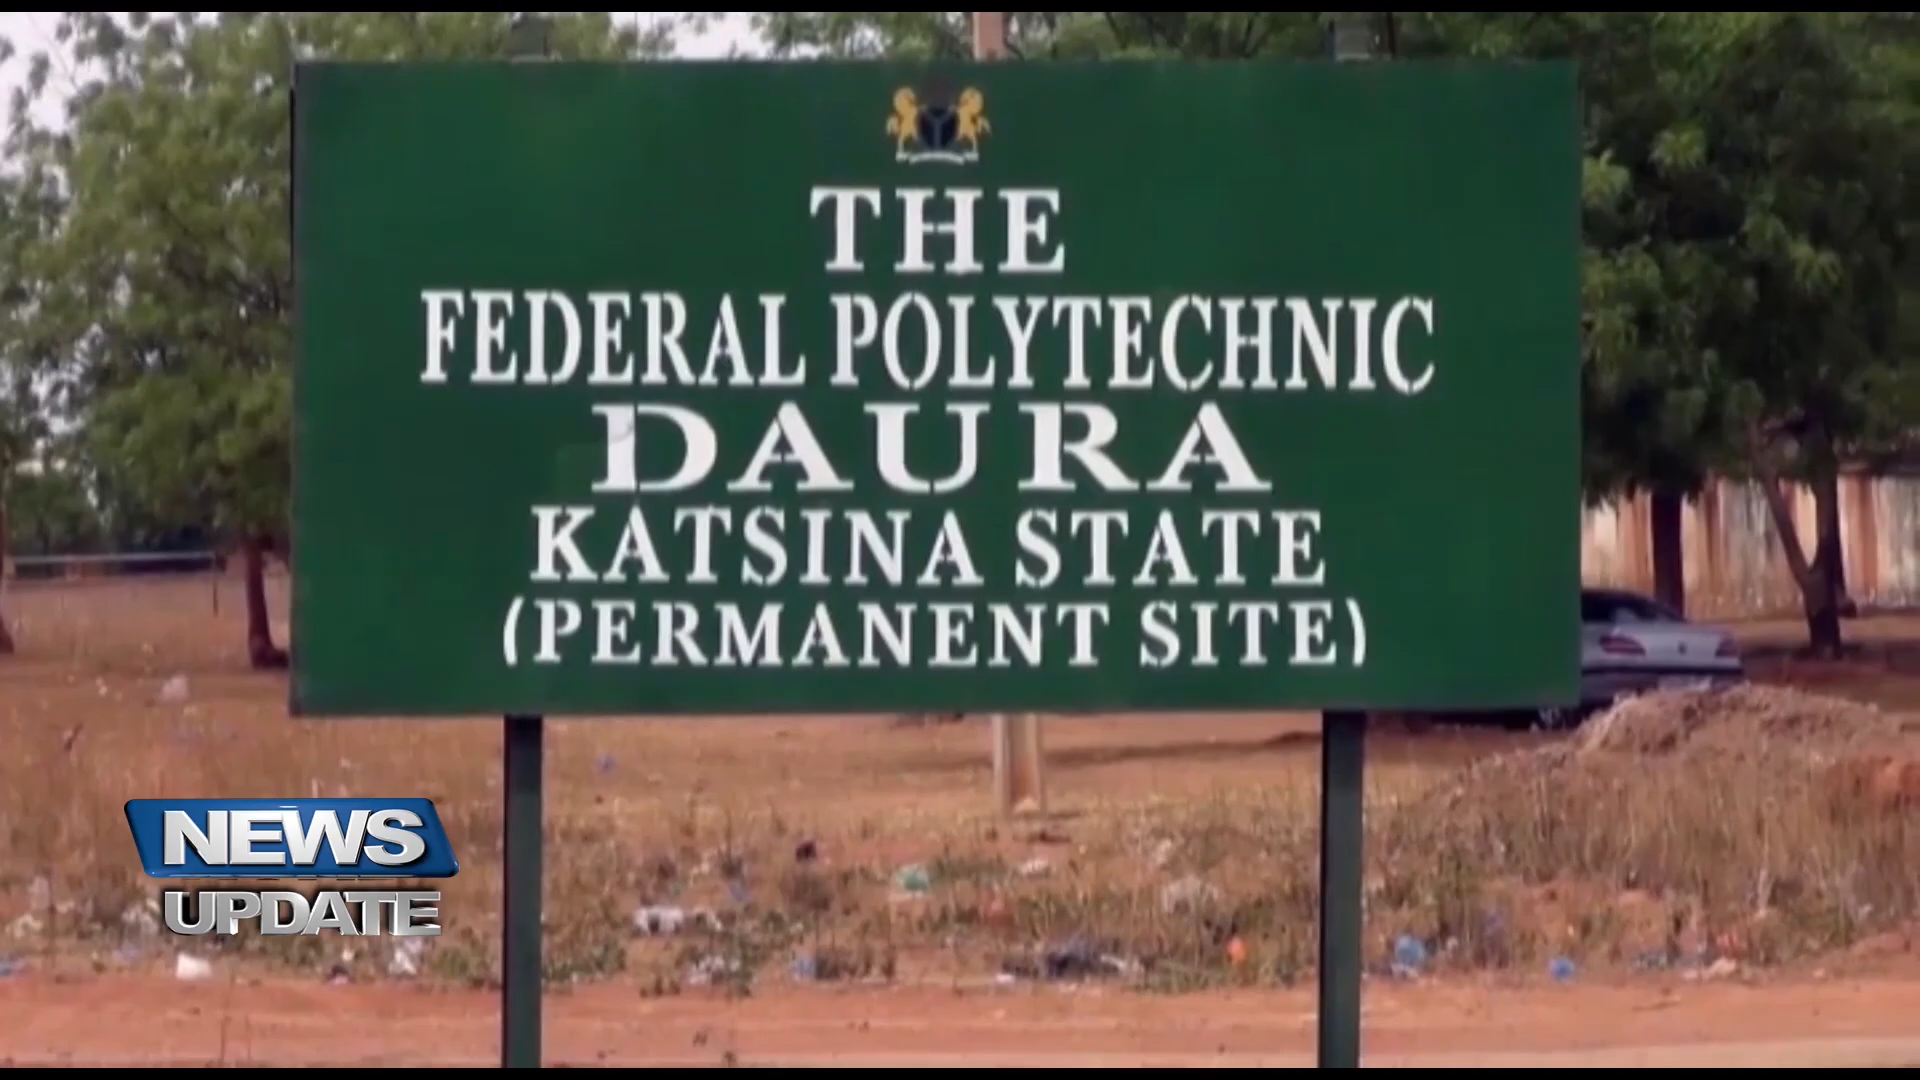 THE
FEDERAL POLYTECHNIC
DAURA
KATSINA STATE
(PERMANENT SITE)
NEWS
UPDATE